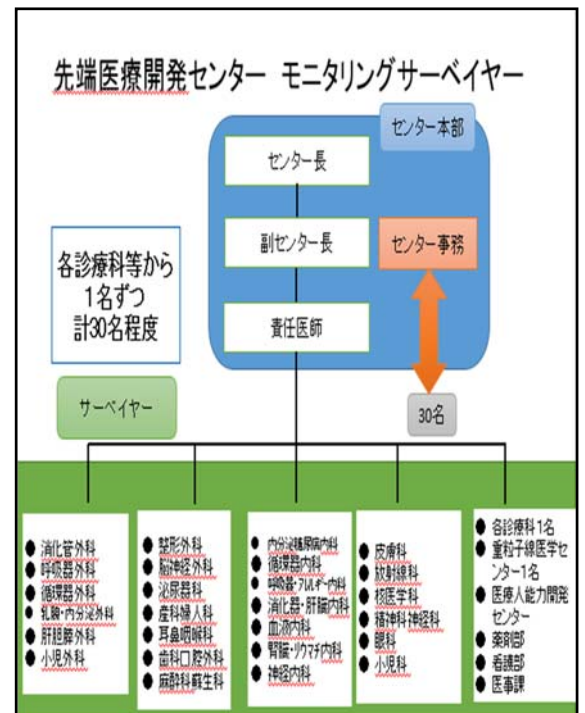 先端医療開発センター モニタリングサーベイヤー
センター本部
センター長
副センター長
センター事務
責任医師
各診療科等から
1名ずつ
計30名程度
サーベイヤー
30名
● 消化管外科
● 呼吸器外科
● 循環器外科
● 乳腺・内分泌外科
● 肝胆膵外科
● 小児外科
● 整形外科
● 脳神経外科
● 泌尿器科
● 産科婦人科
● 耳鼻咽喉科
● 歯科口腔外科
● 麻酔科蘇生科
● 内分泌糖尿病内科
● 循環器内科
● 呼吸器・アレルギー内科
● 消化器・肝臓内科
● 血液内科
● 腎臓・リウマチ内科
● 神経内科
● 皮膚科
● 放射線科
● 核医学科
● 精神科神経科
● 眼科
● 小児科
● 各診療科1名
● 重粒子線医学セ
ンター1名
● 医療人能力開発
センター
● 薬剤部
● 看護部
● 医事課